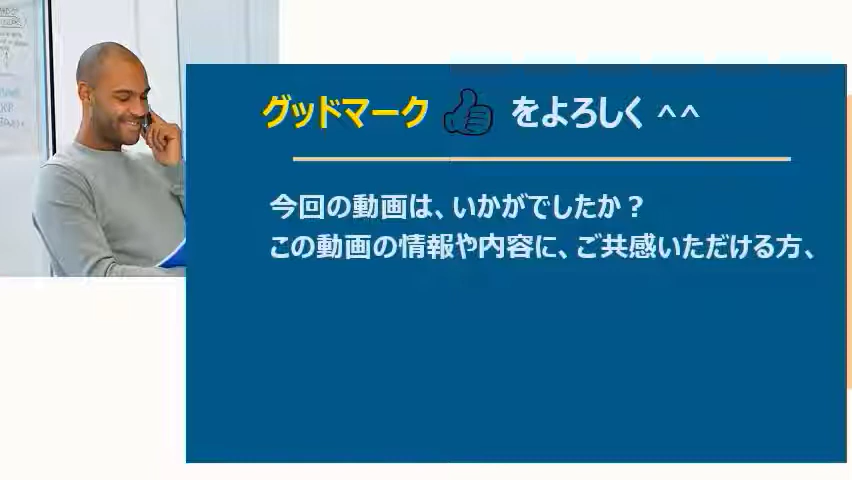 グッドマーク をよろしく ^^
今回の動画は、いかがでしたか？
この動画の情報や内容に、ご共感いただける方、